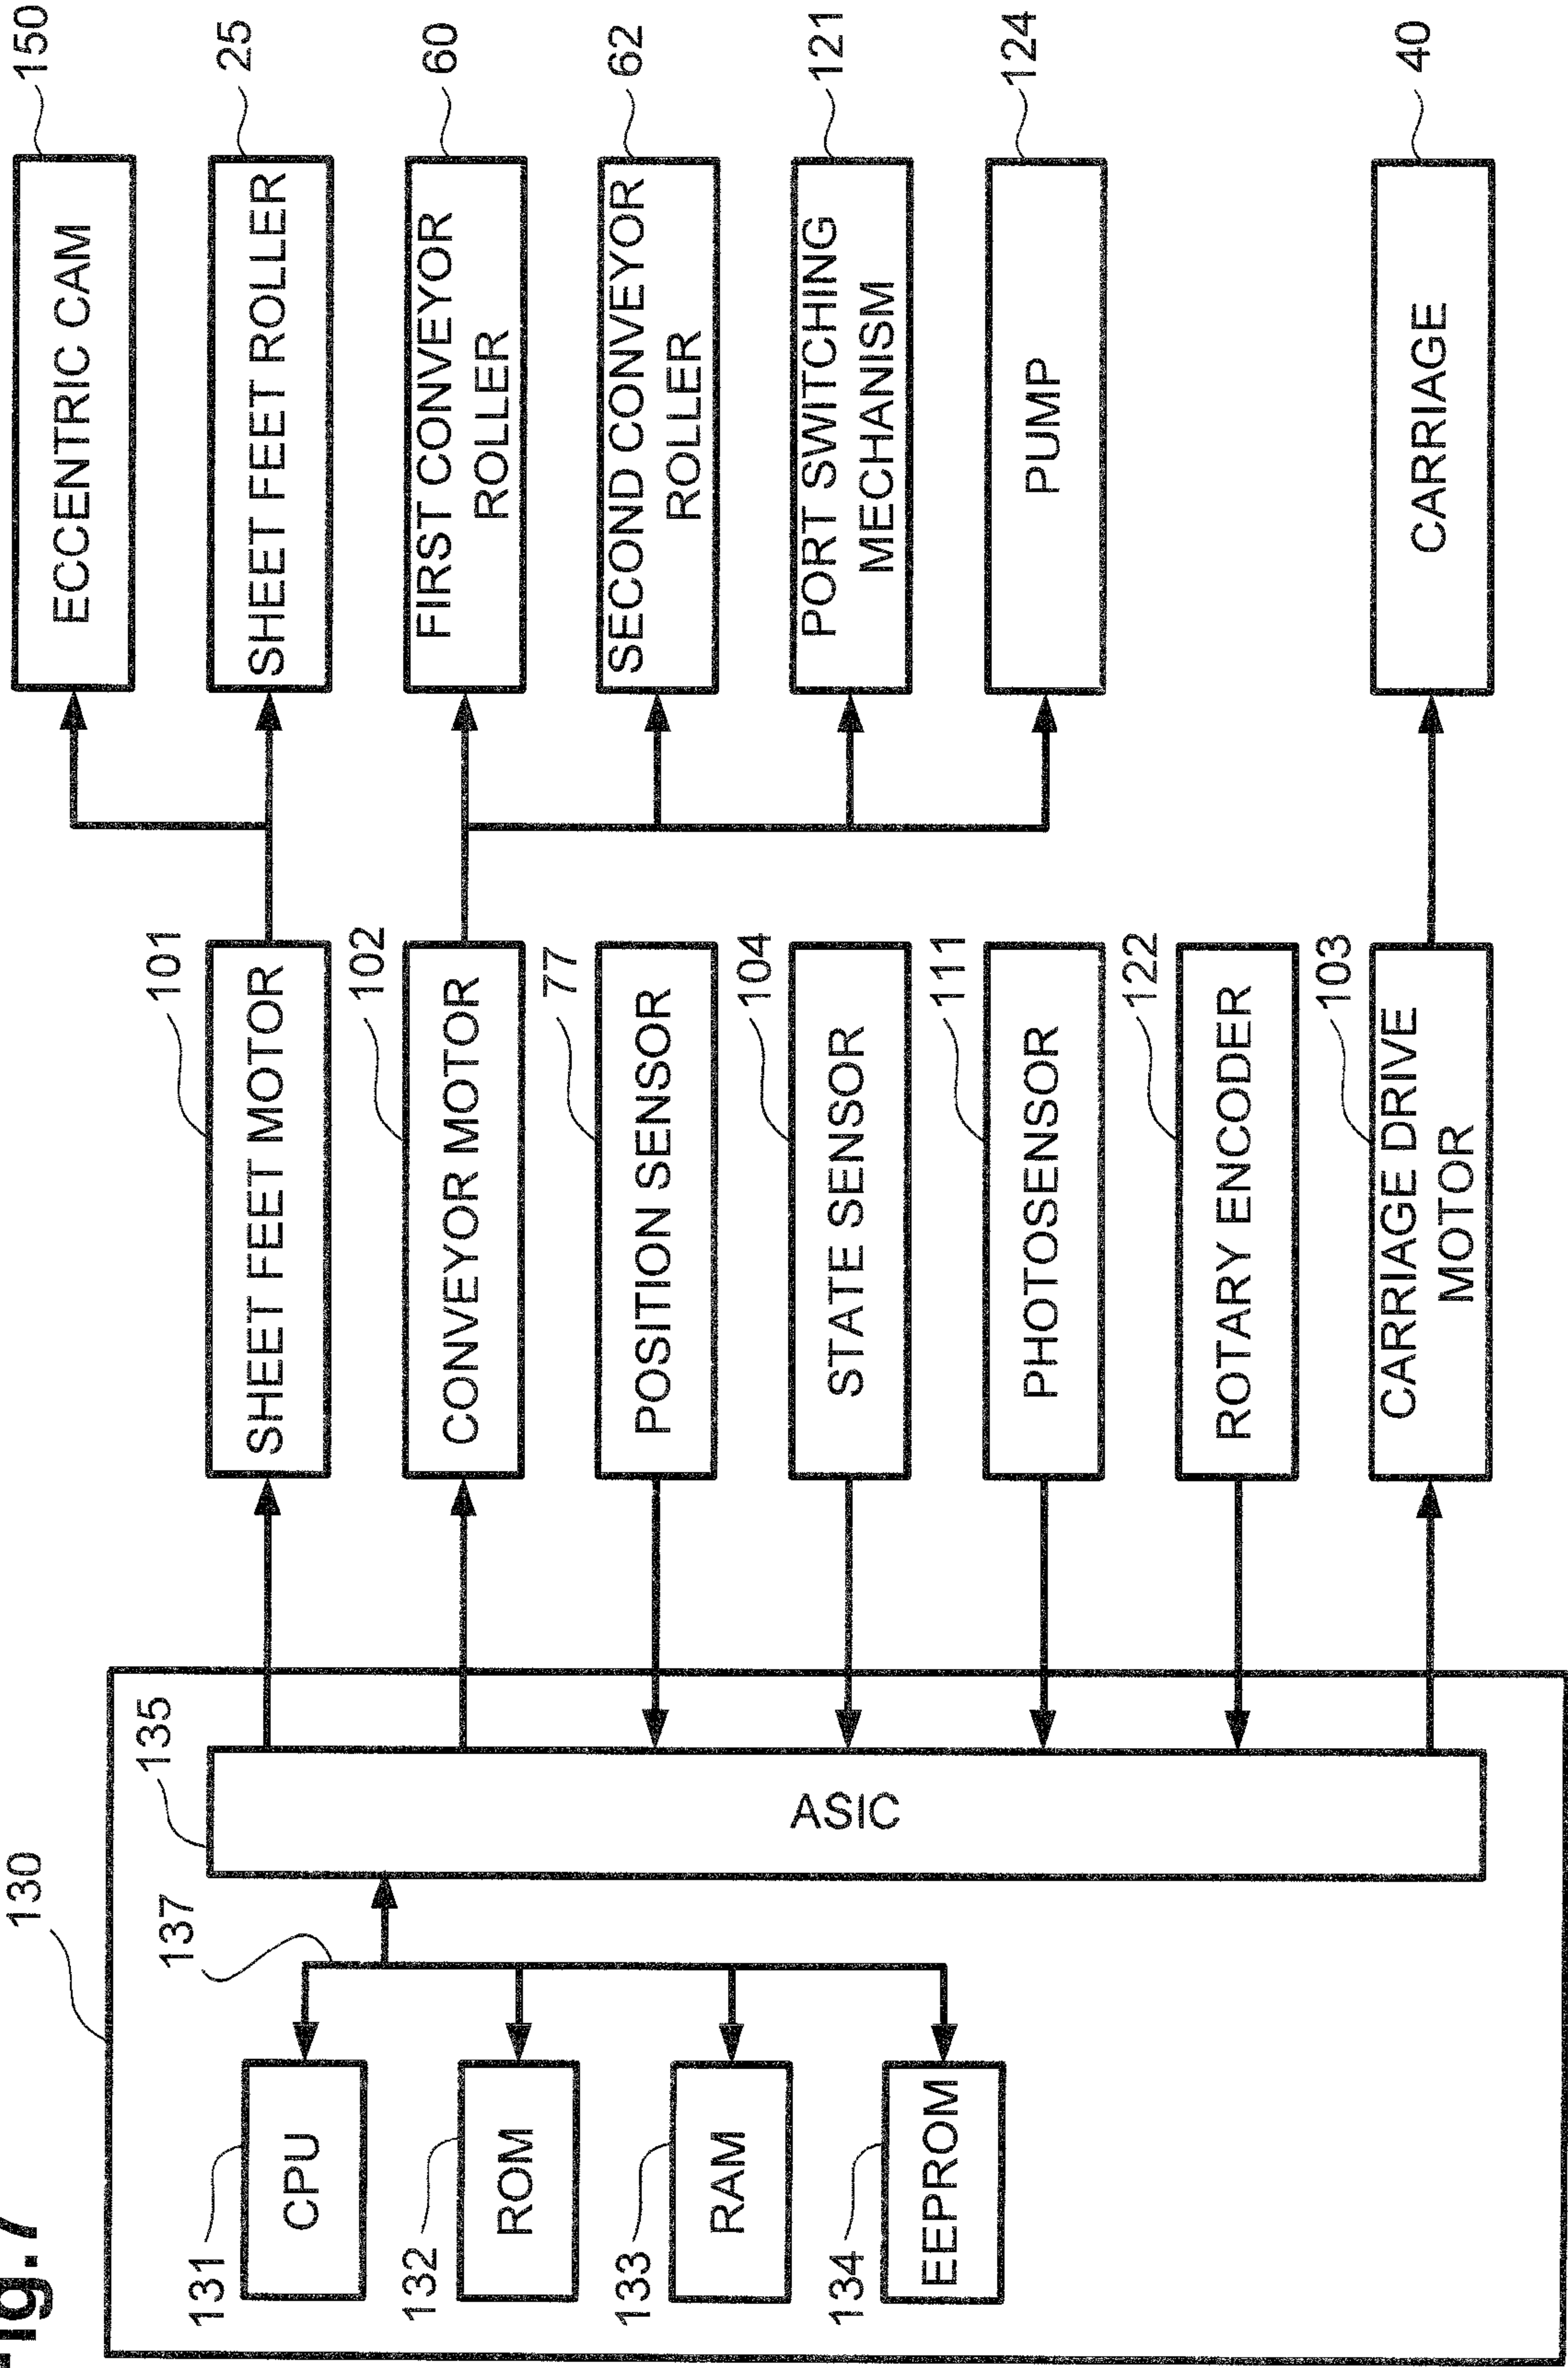 Fig.7
130
131
CPU
132
ROM
133
RAM
134
EEPROM
137
135
ASIC
101
SHEET FEET MOTOR
102
CONVEYOR MOTOR
77
POSITION SENSOR
104
STATE SENSOR
111
PHOTOSENSOR
122
ROTARY ENCODER
103
CARRIAGE DRIVE
MOTOR
ECCENTRIC CAM
150
SHEET FEET ROLLER
25
FIRST CONVEYOR
ROLLER
60
SECOND CONVEYOR
ROLLER
62
PORT SWITCHING
MECHANISM
121
PUMP
124
CARRIAGE
40